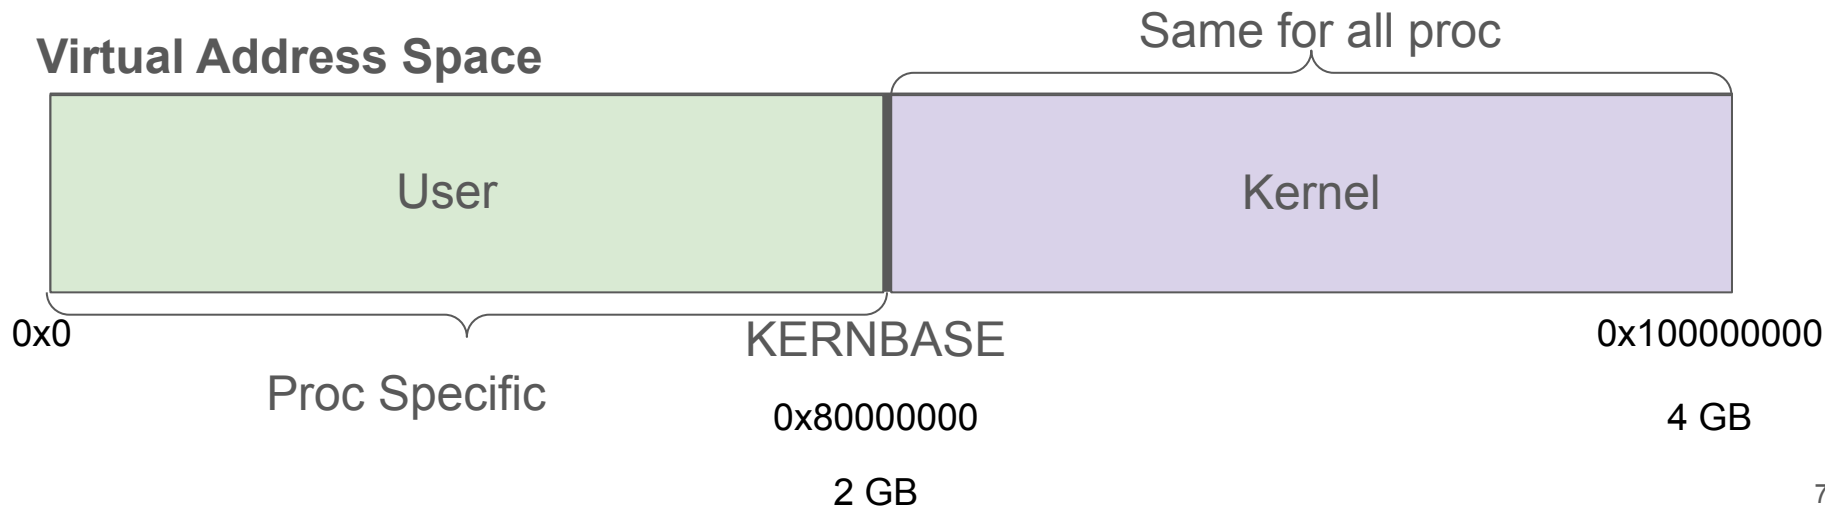 Same for all proc
Virtual Address Space
User
Kernel
0x0
KERNBASE
0x100000000
Proc Specific
0x80000000
4 GB
2 GB
7